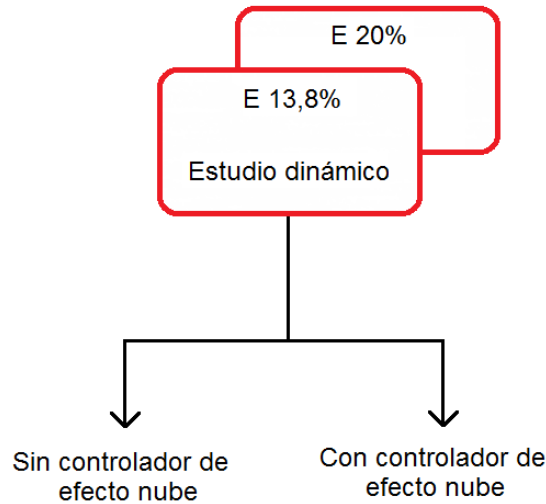 E 20%
E 13,8%
Estudio dinámico
Sin controlador de
efecto nube
Con controlador de
efecto nube